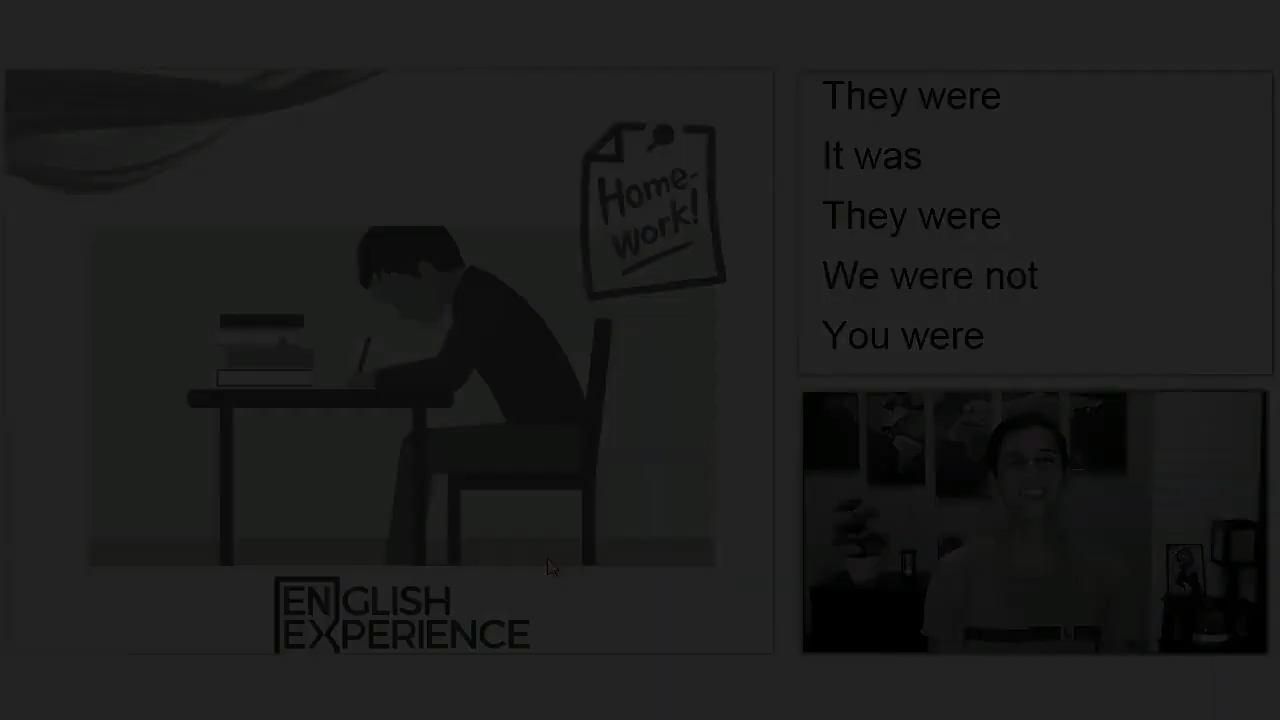 Home-
work!
ENGLISH
EXPERIENCE
They were
It was
They were
We were not
You were